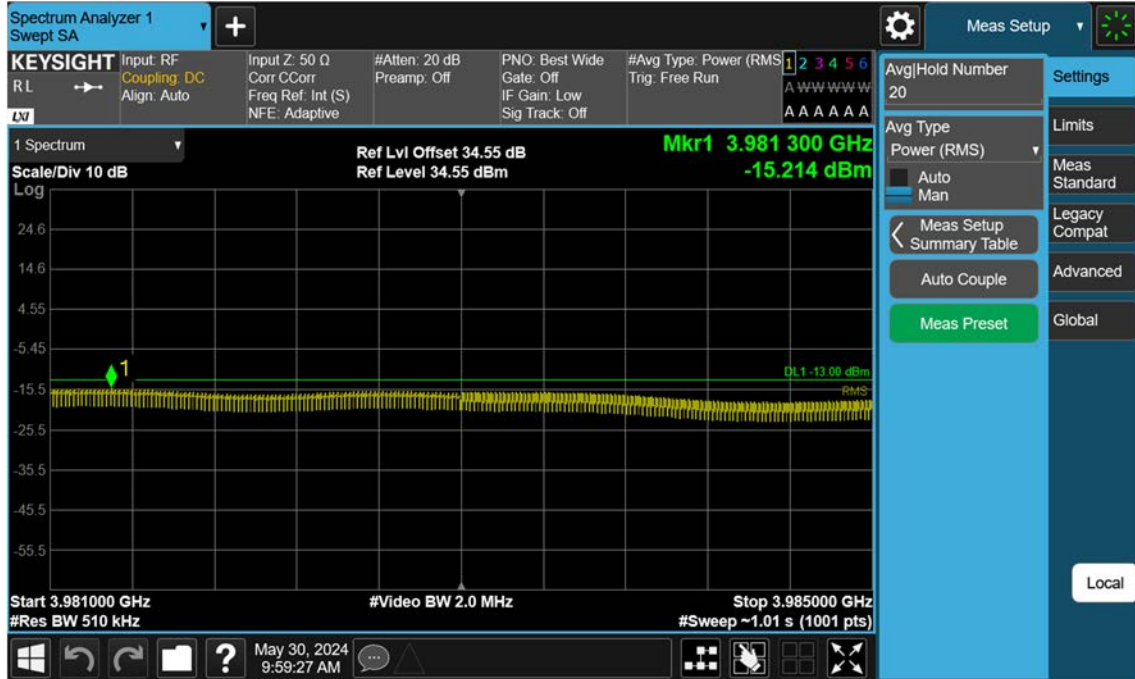 Spectrum Analyzer 1
Swept SA
+
Meas Setup
KEYSIGHT
R L
LXI
Input: RF
Coupling: DC
Align: Auto
Input Z: 50 Ω
Corr CCorr
Freq Ref: Int (S)
NFE: Adaptive
#Atten: 20 dB
Preamp: Off
PNO: Best Wide
Gate: Off
IF Gain: Low
Sig Track: Off
#Avg Type: Power (RMS
Trig: Free Run
1 2 3 4 5 6
A W W W W W
A A A A A A
1 Spectrum
Scale/Div 10 dB
Log
Ref Lvl Offset 34.55 dB
Ref Level 34.55 dBm
Mkr1 3.981 300 GHz
-15.214 dBm
24.6
14.6
4.55
-5.45
-15.5
-25.5
-35.5
-45.5
-55.5
1
DL1 -13.00 dBm
RMS
Start 3.981000 GHz
#Res BW 510 kHz
#Video BW 2.0 MHz
Stop 3.985000 GHz
#Sweep ~1.01 s (1001 pts)
?
May 30, 2024
9:59:27 AM
Avg|Hold Number
20
Avg Type
Power (RMS)
Auto
Man
Meas Setup
Summary Table
Auto Couple
Meas Preset
Settings
Limits
Meas
Standard
Legacy
Compat
Advanced
Global
Local